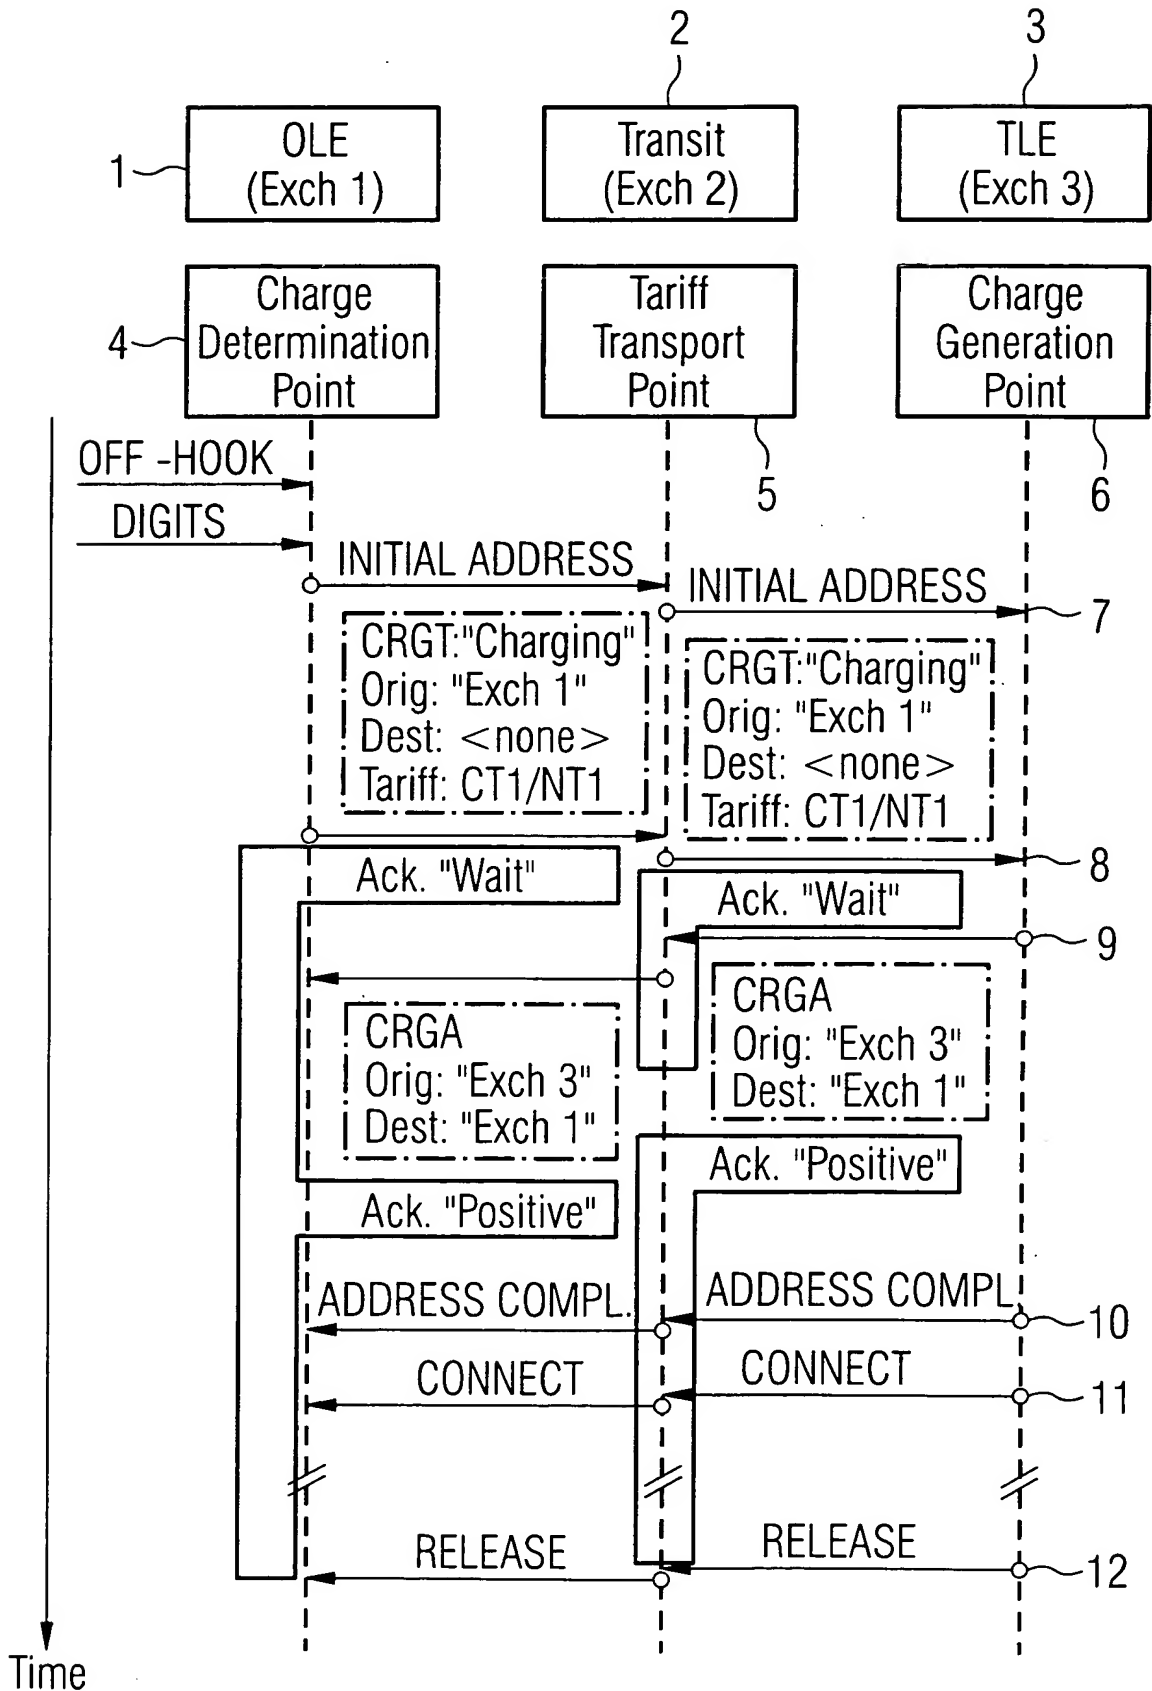 2
3
1
OLE
(Exch 1)
Transit
(Exch 2)
TLE
(Exch 3)
4
Charge
Determination
Point
Tariff
Transport
Point
Charge
Generation
Point
5
6
OFF -HOOK
DIGITS
INITIAL ADDRESS
INITIAL ADDRESS
7
CRGT:"Charging"
Orig: "Exch 1"
Dest: <none>
Tariff: CT1/NT1
CRGT:"Charging"
Orig: "Exch 1"
Dest: <none>
Tariff: CT1/NT1
8
Ack. "Wait"
Ack. "Wait"
9
CRGA
Orig: "Exch 3"
Dest: "Exch 1"
CRGA
Orig: "Exch 3"
Dest: "Exch 1"
Ack. "Positive"
Ack. "Positive"
ADDRESS COMPL.
ADDRESS COMPL.
10
CONNECT
CONNECT
11
RELEASE
RELEASE
12
Time